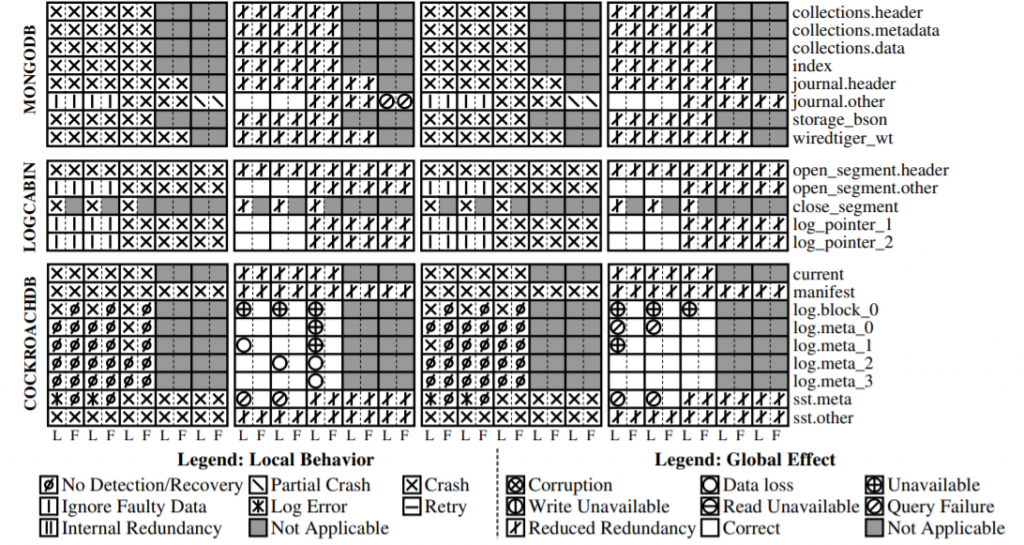 MONGODB
collections.header
collections.metadata
collections.data
index
journal.header
journal.other
storage_bson
wiredtiger_wt
LOGCABIN
open_segment.header
open_segment.other
close_segment
log_pointer_1
log_pointer_2
COCKROACHDB
current
manifest
log.block_0
log.meta_0
log.meta_1
log.meta_2
log.meta_3
sst.meta
sst.other
L F L F L F L F L F L F L F L F L F L F L F L F L F L F L F L F L F L F L F L F
Legend: Local Behavior
No Detection/Recovery Partial Crash Crash
Ignore Faulty Data Log Error Retry
Internal Redundancy Not Applicable
Legend: Global Effect
Corruption Data loss Unavailable
Write Unavailable Read Unavailable Query Failure
Reduced Redundancy Correct Not Applicable